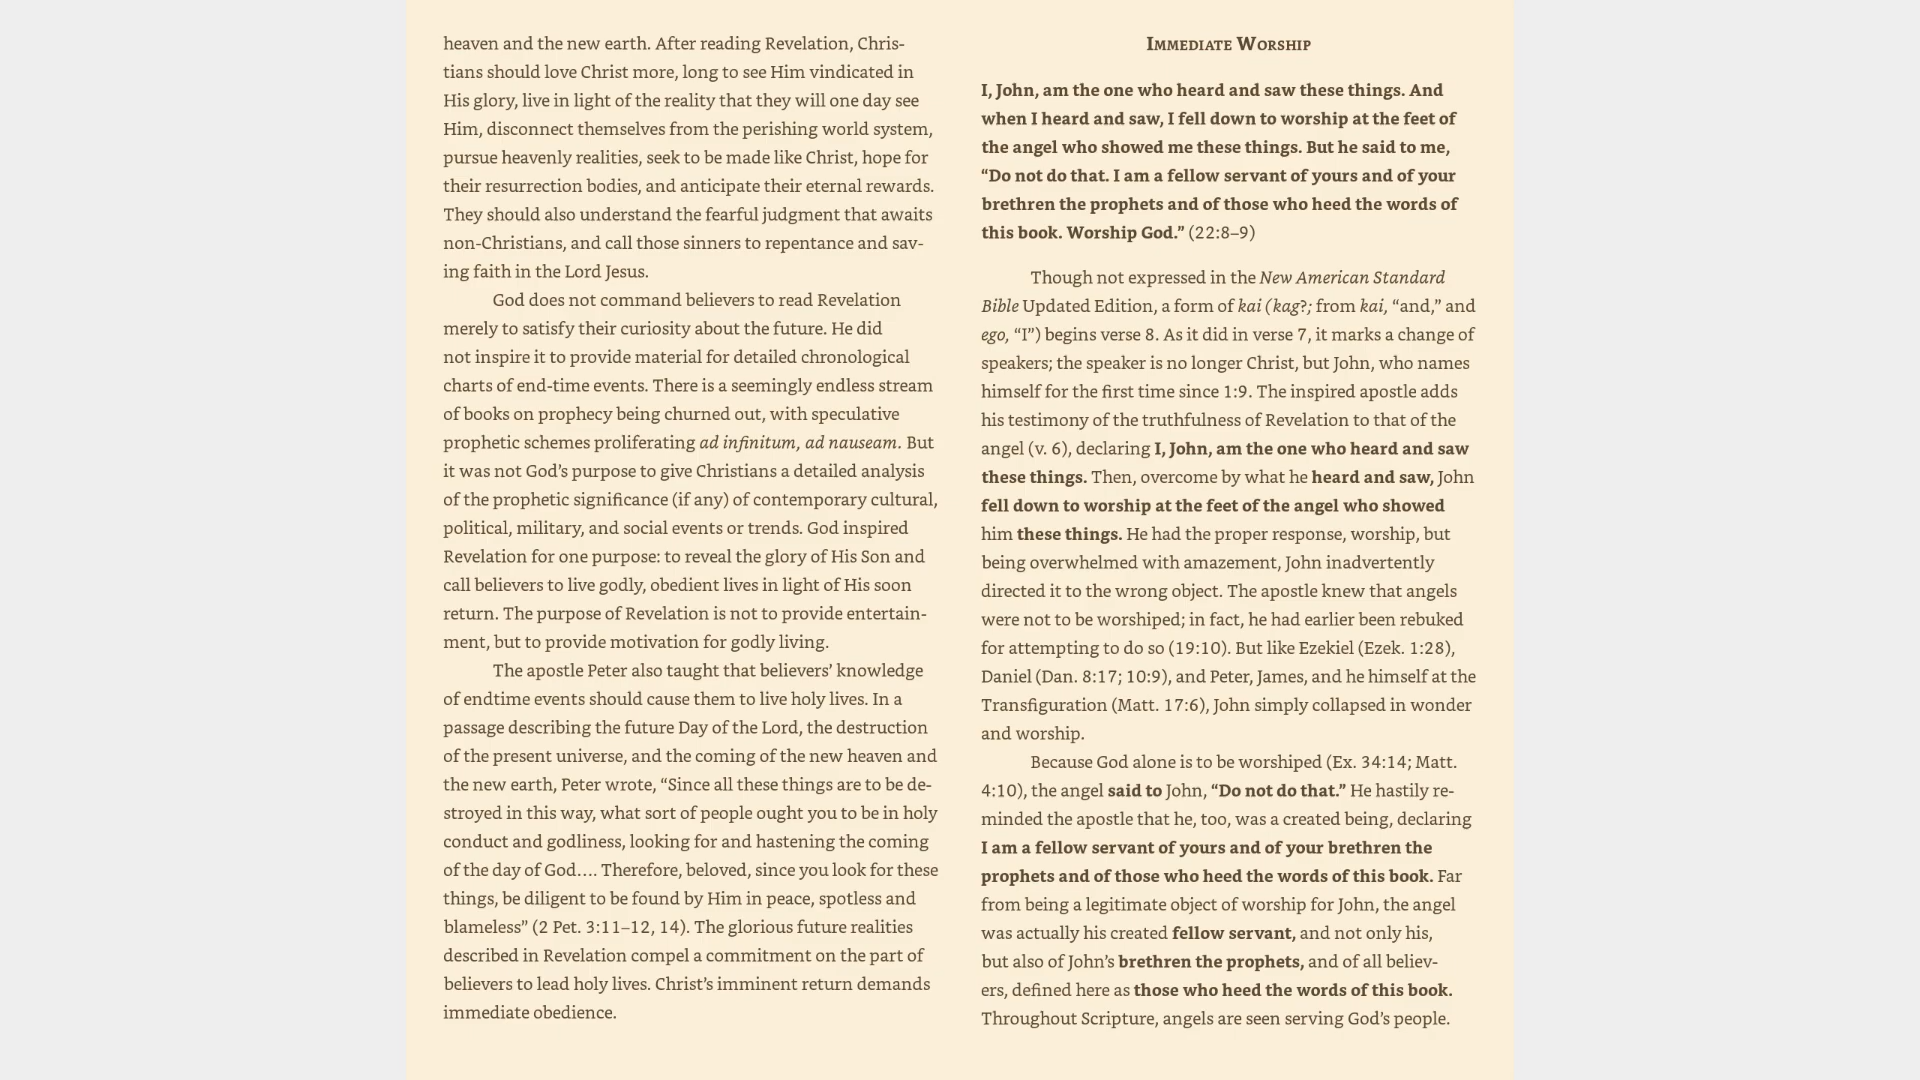 heaven and the new earth. After reading Revelation, Chris-
tians should love Christ more, long to see Him vindicated in
His glory, live in light of the reality that they will one day see
Him, disconnect themselves from the perishing world system,
pursue heavenly realities, seek to be made like Christ, hope for
their resurrection bodies, and anticipate their eternal rewards.
They should also understand the fearful judgment that awaits
non-Christians, and call those sinners to repentance and sav-
ing faith in the Lord Jesus.
God does not command believers to read Revelation
merely to satisfy their curiosity about the future. He did
not inspire it to provide material for detailed chronological
charts of end-time events. There is a seemingly endless stream
of books on prophecy being churned out, with speculative
prophetic schemes proliferating ad infinitum, ad nauseam. But
it was not God’s purpose to give Christians a detailed analysis
of the prophetic significance (if any) of contemporary cultural,
political, military, and social events or trends. God inspired
Revelation for one purpose: to reveal the glory of His Son and
call believers to live godly, obedient lives in light of His soon
return. The purpose of Revelation is not to provide entertain-
ment, but to provide motivation for godly living.
The apostle Peter also taught that believers’ knowledge
of endtime events should cause them to live holy lives. In a
passage describing the future Day of the Lord, the destruction
of the present universe, and the coming of the new heaven and
the new earth, Peter wrote, “Since all these things are to be de-
stroyed in this way, what sort of people ought you to be in holy
conduct and godliness, looking for and hastening the coming
of the day of God.… Therefore, beloved, since you look for these
things, be diligent to be found by Him in peace, spotless and
blameless” (2 Pet. 3:11–12, 14). The glorious future realities
described in Revelation compel a commitment on the part of
believers to lead holy lives. Christ’s imminent return demands
immediate obedience.
Immediate Worship
I, John, am the one who heard and saw these things. And
when I heard and saw, I fell down to worship at the feet of
the angel who showed me these things. But he said to me,
“Do not do that. I am a fellow servant of yours and of your
brethren the prophets and of those who heed the words of
this book. Worship God.” (22:8–9)
Though not expressed in the New American Standard
Bible Updated Edition, a form of kai (kag?; from kai, “and,” and
ego, “I”) begins verse 8. As it did in verse 7, it marks a change of
speakers; the speaker is no longer Christ, but John, who names
himself for the first time since 1:9. The inspired apostle adds
his testimony of the truthfulness of Revelation to that of the
angel (v. 6), declaring I, John, am the one who heard and saw
these things. Then, overcome by what he heard and saw, John
fell down to worship at the feet of the angel who showed
him these things. He had the proper response, worship, but
being overwhelmed with amazement, John inadvertently
directed it to the wrong object. The apostle knew that angels
were not to be worshiped; in fact, he had earlier been rebuked
for attempting to do so (19:10). But like Ezekiel (Ezek. 1:28),
Daniel (Dan. 8:17; 10:9), and Peter, James, and he himself at the
Transfiguration (Matt. 17:6), John simply collapsed in wonder
and worship.
Because God alone is to be worshiped (Ex. 34:14; Matt.
4:10), the angel said to John, “Do not do that.” He hastily re-
minded the apostle that he, too, was a created being, declaring
I am a fellow servant of yours and of your brethren the
prophets and of those who heed the words of this book. Far
from being a legitimate object of worship for John, the angel
was actually his created fellow servant, and not only his,
but also of John’s brethren the prophets, and of all believ-
ers, defined here as those who heed the words of this book.
Throughout Scripture, angels are seen serving God’s people.